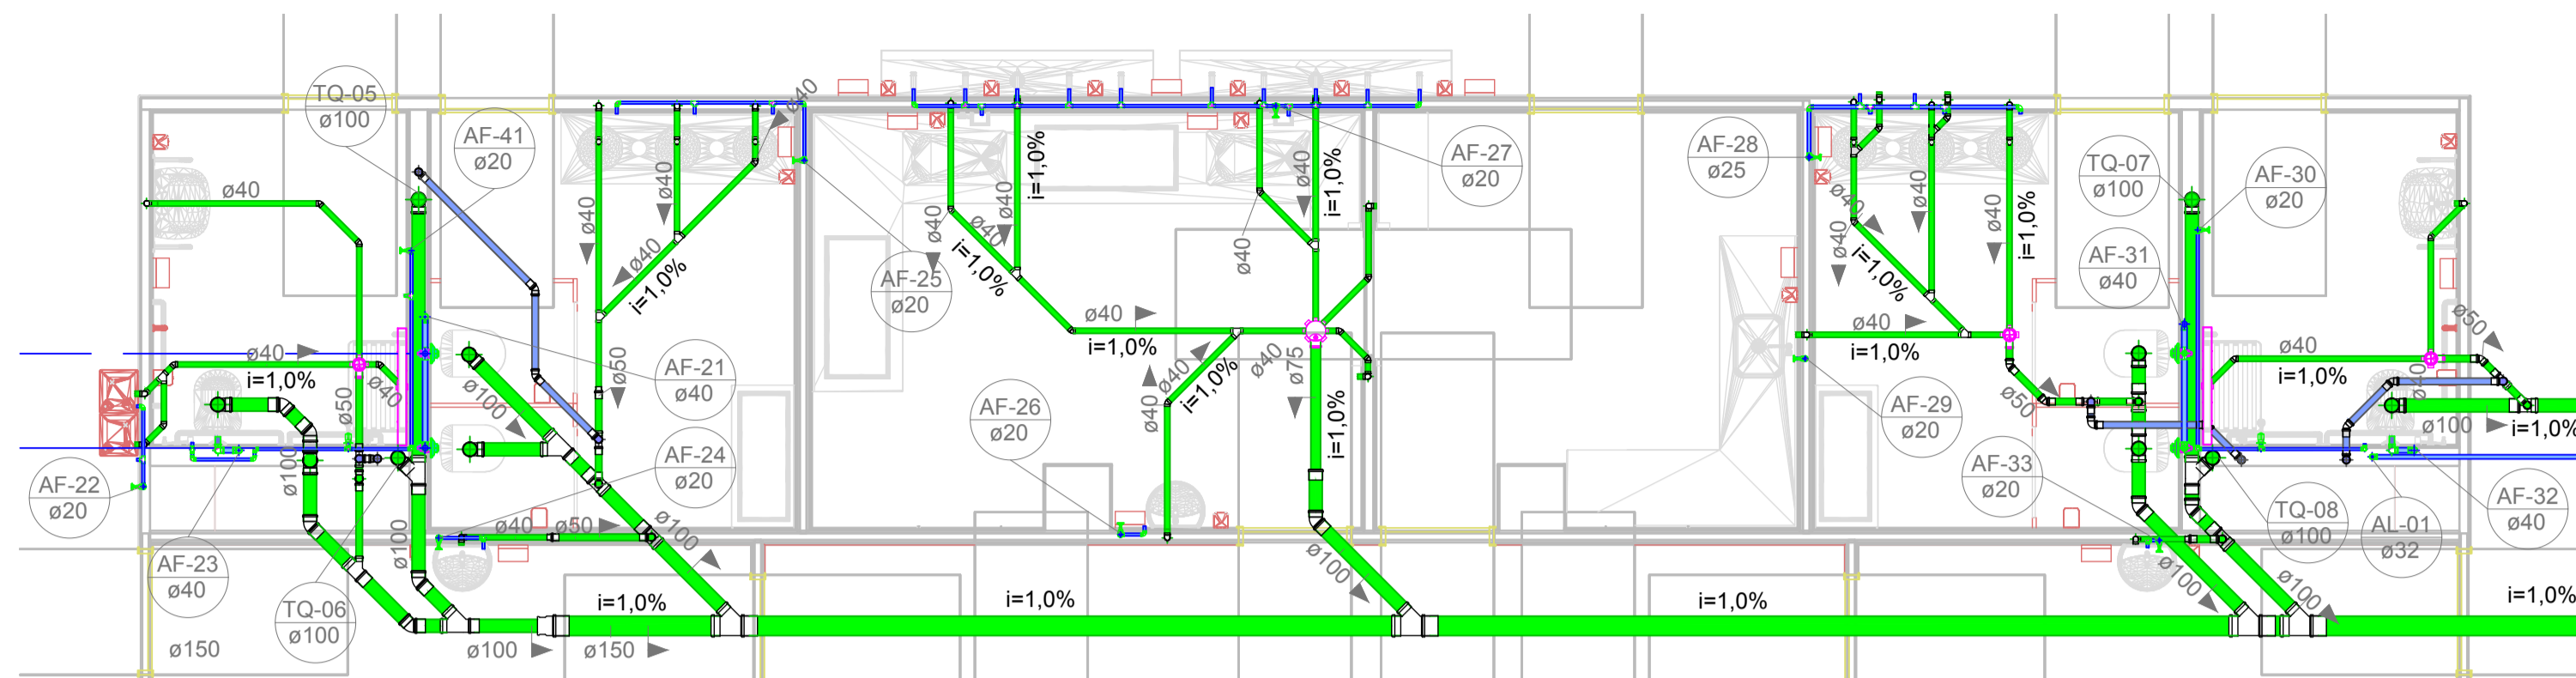 TQ-05
ø100
AF-41
ø20
ø40
ø40
ø40
ø40
ø40
i=1,0%
ø50
ø40
i=1,0%
ø50
ø40
ø100
ø100
ø100
AF-22
ø20
AF-23
ø40
TQ-06
ø100
ø150
AF-21
ø40
AF-24
ø20
ø40
ø50
ø100
ø100
i=1,0%
ø150
AF-25
ø20
ø40
ø40
i=1,0%
ø40
i=1,0%
ø40
i=1,0%
ø40
ø40
i=1,0%
AF-27
ø20
ø40
ø40
i=1,0%
ø40
ø75
i=1,0%
AF-26
ø20
ø100
i=1,0%
i=1,0%
AF-28
ø25
AF-29
ø20
ø40
ø40
i=1,0%
ø40
ø40
i=1,0%
ø40
i=1,0%
ø50
TQ-07
ø100
AF-30
ø20
AF-31
ø40
AF-33
ø20
ø100
ø100
TQ-08
ø100
AL-01
ø32
AF-32
ø40
ø40
i=1,0%
ø40
ø50
ø100
i=1,0%
i=1,0%